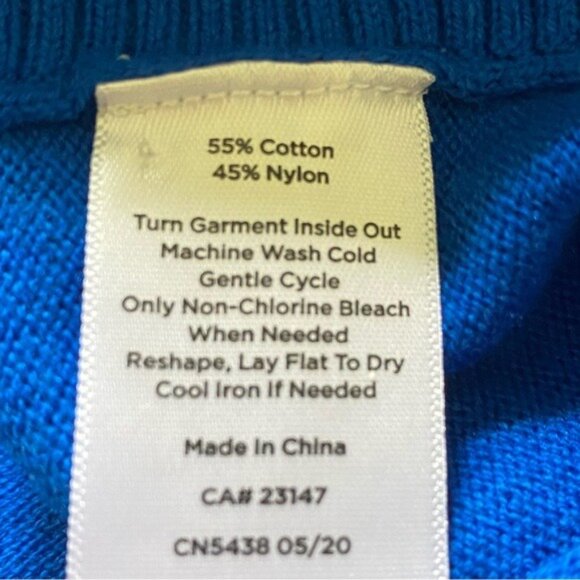 55% Cotton
45% Nylon
Turn Garment Inside Out
Machine Wash Cold
Gentle Cycle
Only Non-Chlorine Bleach
When Needed
Reshape, Lay Flat To Dry
Cool Iron If Needed
Made In China
CA# 23147
CN5438 05/20